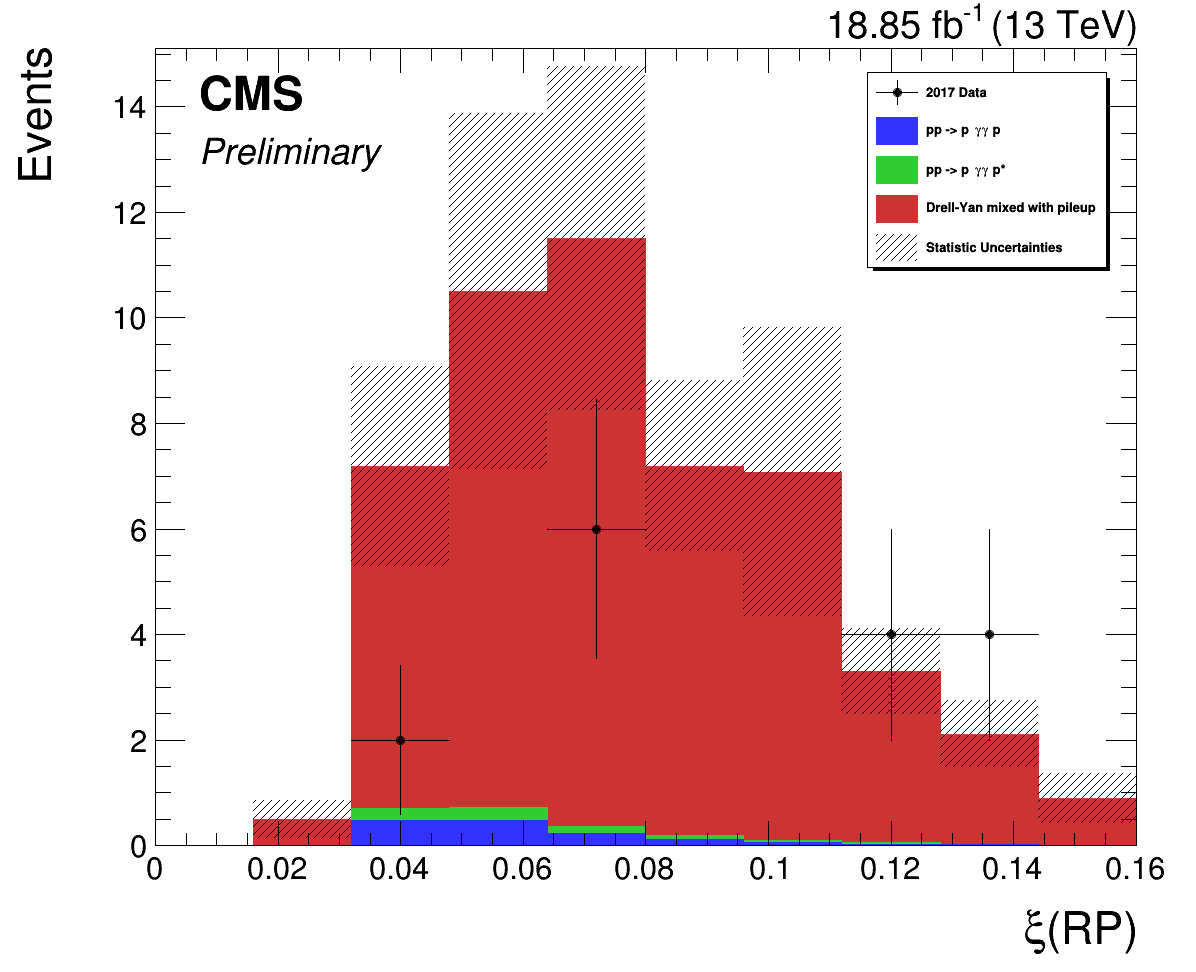 18.85 fb⁻¹ (13 TeV)
Events
CMS
Preliminary
2017 Data
pp -> p γγ p
pp -> p γγ p*
Drell-Yan mixed with pileup
Statistic Uncertainties
14
12
10
8
6
4
2
0
0 0.02 0.04 0.06 0.08 0.1 0.12 0.14 0.16
ξ(RP)